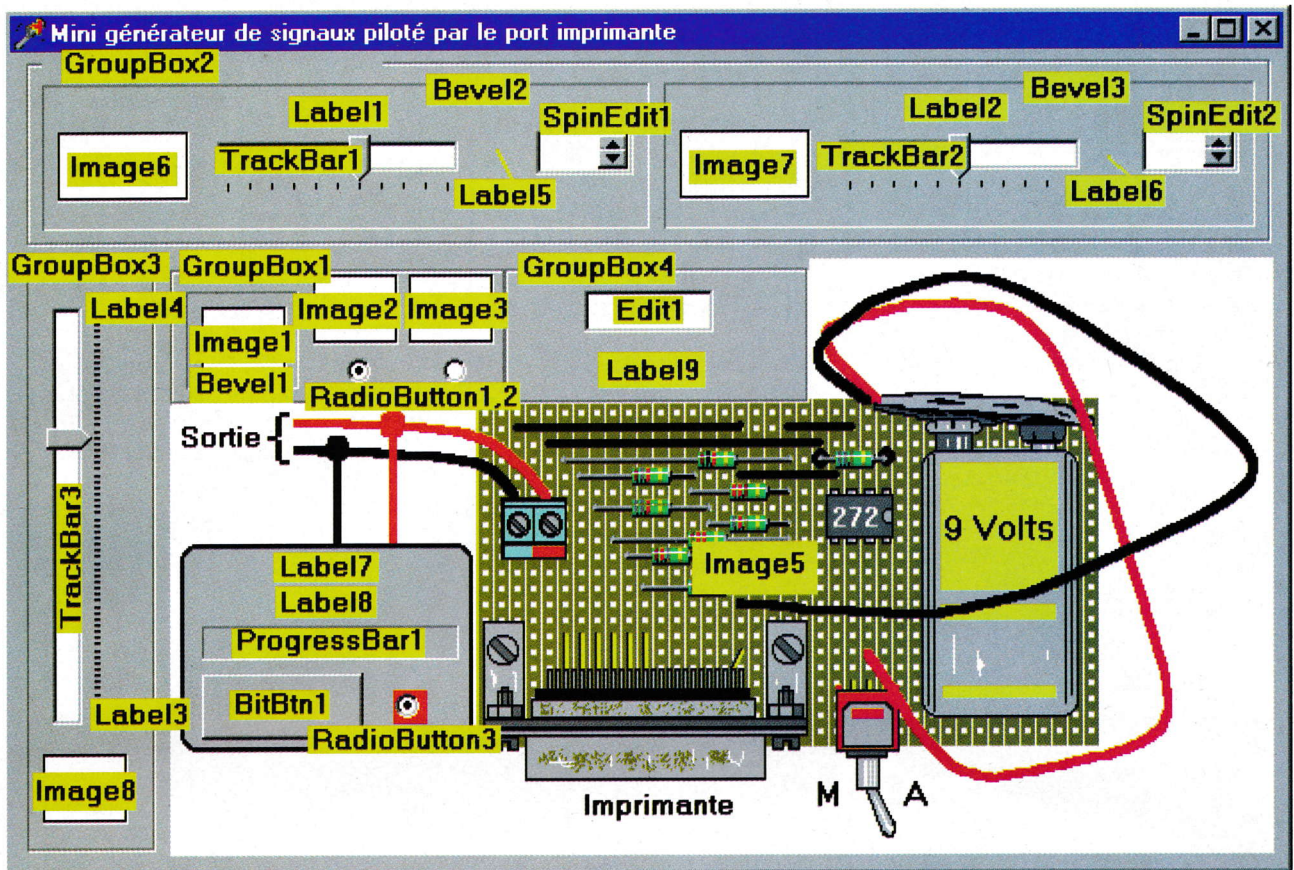 Mini générateur de signaux piloté par le port imprimante
GroupBox2
Label1
Bevel2
SpinEdit1
Image6
TrackBar1
Label5
Label2
Bevel3
SpinEdit2
Image7
TrackBar2
Label6
GroupBox3
Label4
TrackBar3
Label3
Image8
GroupBox1
Image1
Bevel1
Image2
Image3
RadioButton1,2
GroupBox4
Edit1
Label9
Sortie
Label7
Label8
ProgressBar1
BitBtn1
RadioButton3
Image5
272
9 Volts
Imprimante
M
A